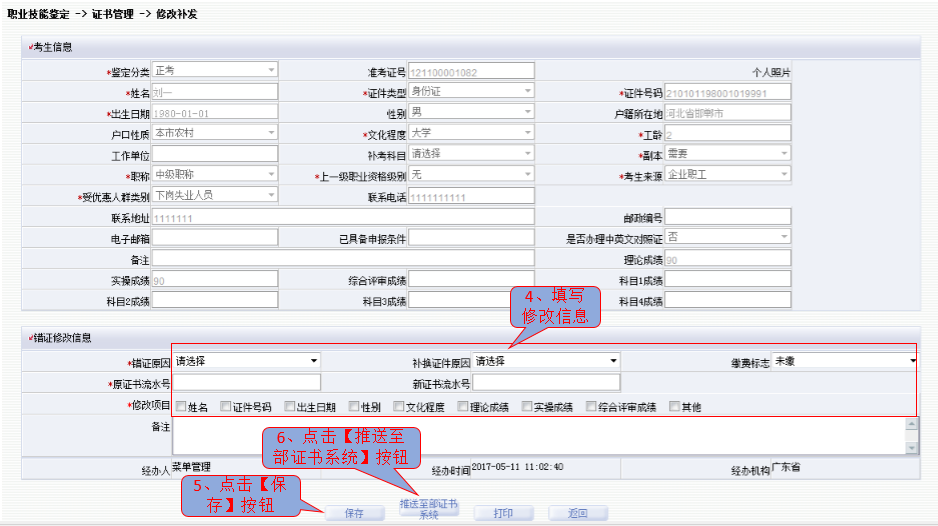 职业技能鉴定 -> 证书管理 -> 修改补发
考生信息
*鉴定分类 正考 准考证号 121100001082 个人照片
*姓名 刘一 *证件类型 身份证 *证件号码 210101198001019991
*出生日期 1980-01-01 性别 男 户籍所在地 河北省邯郸市
户口性质 本市农村 *文化程度 大学 *工龄 2
工作单位 补考科目 请选择 *副本 需要
*职称 中级职称 *上一级职业资格级别 无 *考生来源 企业职工
*受优惠人群类别 下岗失业人员 联系电话 1111111111
联系地址 1111111 邮政编号
电子邮箱 已具备申报条件 是否办理中英文对照证 否
备注 理论成绩 90
实操成绩 90 综合评审成绩 科目1成绩
科目2成绩 科目3成绩 科目4成绩
4、填写
修改信息
错证修改信息
*错证原因 请选择 补换证件原因 请选择 缴费标志 未缴
*原证书流水号 新证书流水号
*修改项目 姓名 证件号码 出生日期 性别 文化程度 理论成绩 实操成绩 综合评审成绩 其他
备注
6、点击【推送至
部证书系统】按钮
经办人 菜单管理 经办时间 2017-05-11 11:02:40 经办机构 广东省
5、点击【保
存】按钮
保存 推送至部证书 打印 返回
系统